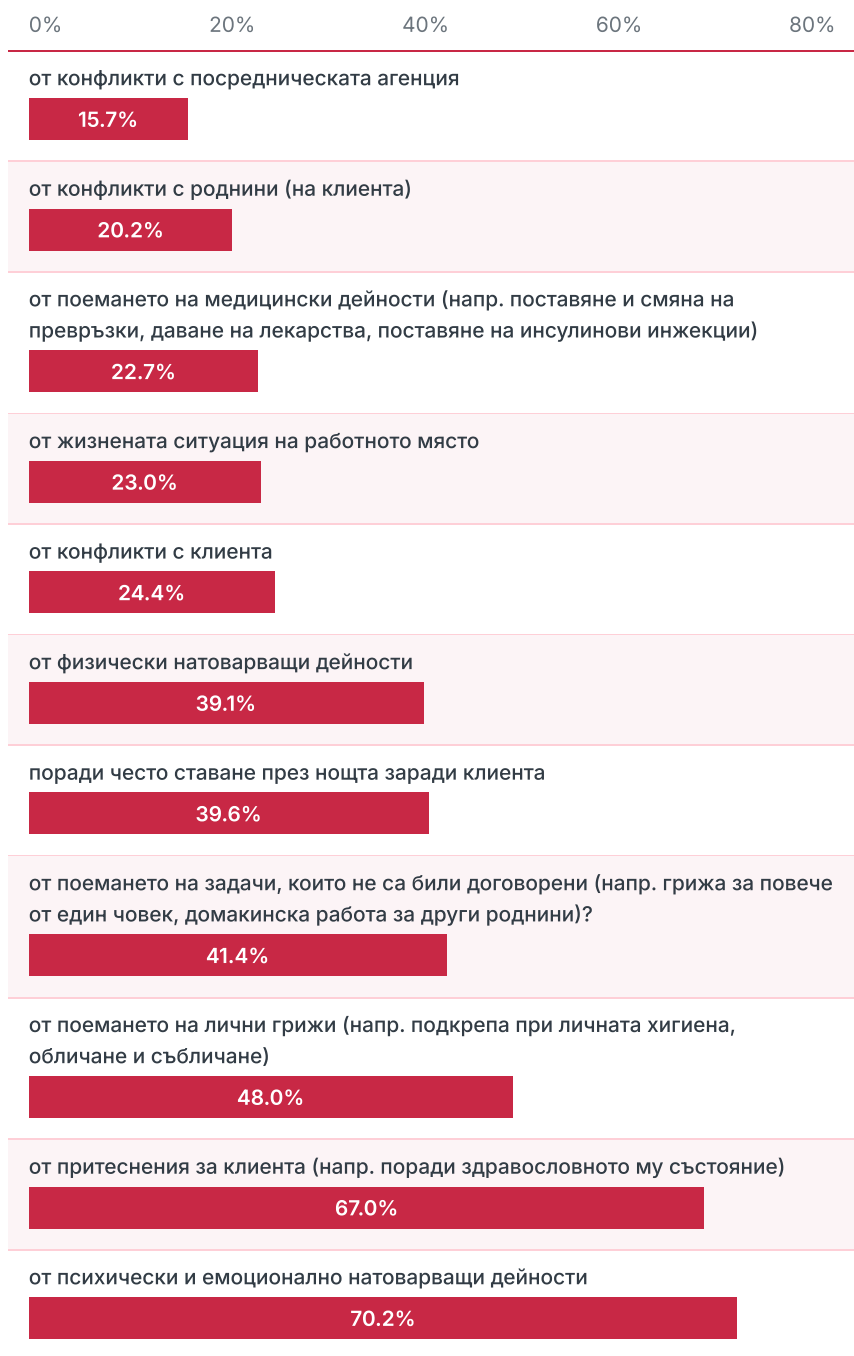 0% 20% 40% 60% 80%
от конфликти с посредническата агенция
15.7%
от конфликти с роднини (на клиента)
20.2%
от поемането на медицински дейности (напр. поставяне и смяна на
превръзки, даване на лекарства, поставяне на инсулинови инжекции)
22.7%
от жизнената ситуация на работното място
23.0%
от конфликти с клиента
24.4%
от физически натоварващи дейности
39.1%
поради често ставане през нощта заради клиента
39.6%
от поемането на задачи, които не са били договорени (напр. грижа за повече
от един човек, домакинска работа за други роднини)?
41.4%
от поемането на лични грижи (напр. подкрепа при личната хигиена,
обличане и събличане)
48.0%
от притеснения за клиента (напр. поради здравословното му състояние)
67.0%
от психически и емоционално натоварващи дейности
70.2%